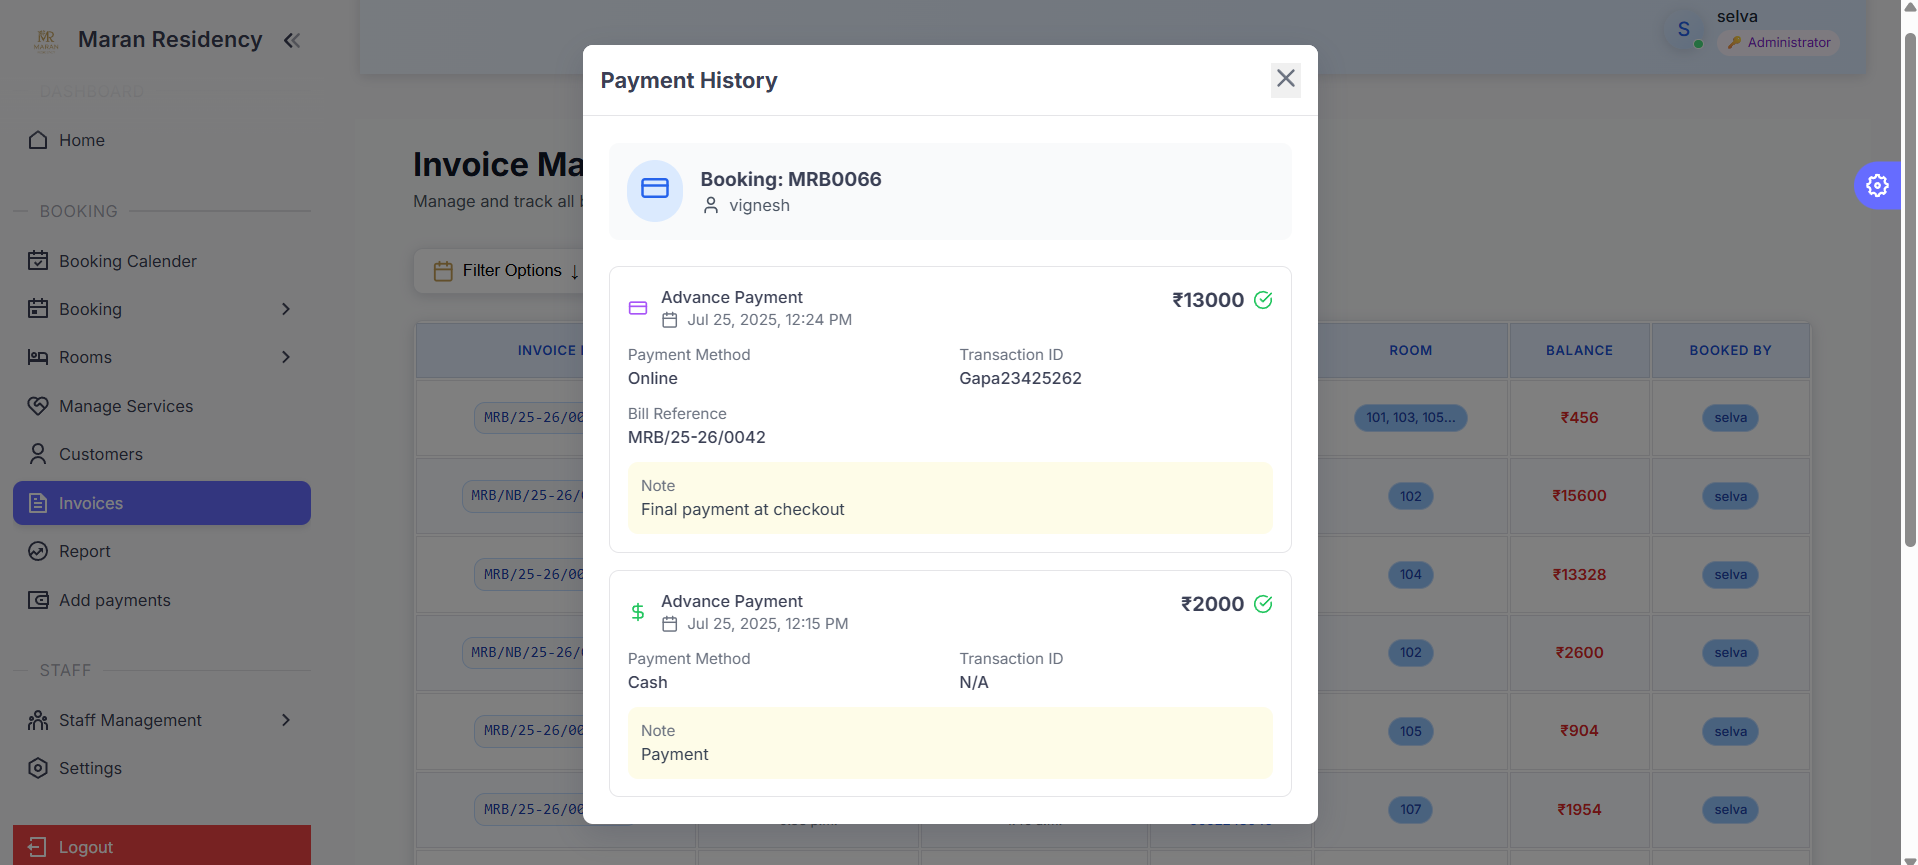 MR
MARAN
Maran Residency
DASHBOARD
Home
BOOKING
Booking Calender
Booking
Rooms
Manage Services
Customers
Invoices
Report
Add payments
STAFF
Staff Management
Settings
Logout
S
selva
Administrator
Invoice Ma
Manage and track all
Filter Options ↓
INVOICE
ROOM
BALANCE
BOOKED BY
MRB/25-26/00
101, 103, 105...
₹456
selva
MRB/NB/25-26/
102
₹15600
selva
MRB/25-26/00
104
₹13328
selva
MRB/NB/25-26/
102
₹2600
selva
MRB/25-26/00
105
₹904
selva
MRB/25-26/00
107
₹1954
selva
Payment History
Booking: MRB0066
vignesh
Advance Payment
₹13000
Jul 25, 2025, 12:24 PM
Payment Method
Transaction ID
Online
Gapa23425262
Bill Reference
MRB/25-26/0042
Note
Final payment at checkout
Advance Payment
₹2000
Jul 25, 2025, 12:15 PM
Payment Method
Transaction ID
Cash
N/A
Note
Payment